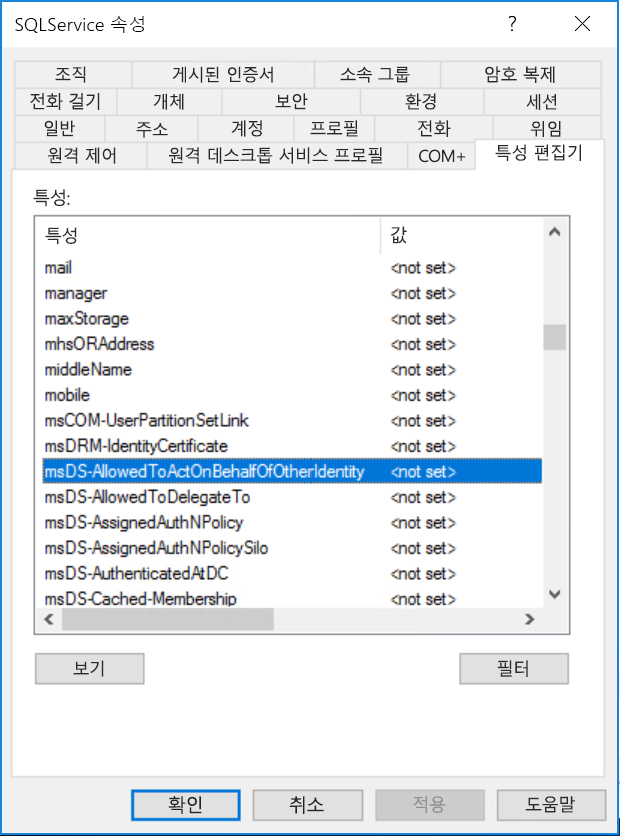 SQLService 속성
?
조직 게시된 인증서 소속 그룹 암호 복제
전화 걸기 개체 보안 환경 세션
일반 주소 계정 프로필 전화 위임
원격 제어 원격 데스크톱 서비스 프로필 COM+ 특성 편집기
특성:
특성 값
mail <not set>
manager <not set>
maxStorage <not set>
mhsORAddress <not set>
middleName <not set>
mobile <not set>
msCOM-UserPartitionSetLink <not set>
msDRM-IdentityCertificate <not set>
msDS-AllowedToActOnBehalfOfOtherIdentity <not set>
msDS-AllowedToDelegateTo <not set>
msDS-AssignedAuthNPolicy <not set>
msDS-AssignedAuthNPolicySilo <not set>
msDS-AuthenticatedAtDC <not set>
msDS-Cached-Membership <not set>
보기 필터
확인 취소 적용 도움말